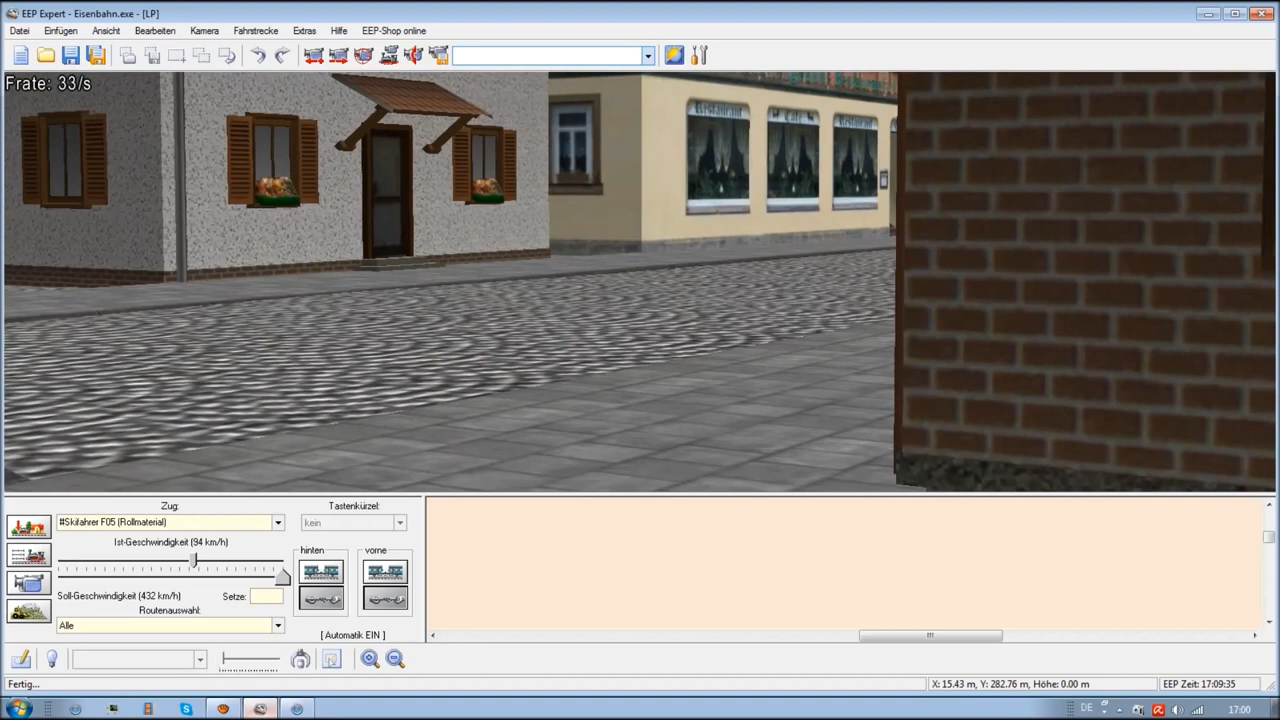 EEP Expert - Eisenbahn.exe - [LP]
Datei Einfügen Ansicht Bearbeiten Kamera Fahrstrecke Extras Hilfe EEP-Shop online
Frate: 33/s
Restaurant Cafe Restaurant
Zug:
Tastenkürzel:
#Skifahrer F05 (Rollmaterial)
kein
Ist-Geschwindigkeit (94 km/h)
hinten
vorne
Soll-Geschwindigkeit (432 km/h)
Setze:
Routenauswahl:
Alle
[ Automatik EIN ]
Fertig...
X: 15.43 m, Y: 282.76 m, Höhe: 0.00 m
EEP Zeit: 17:09:35
DE
17:00